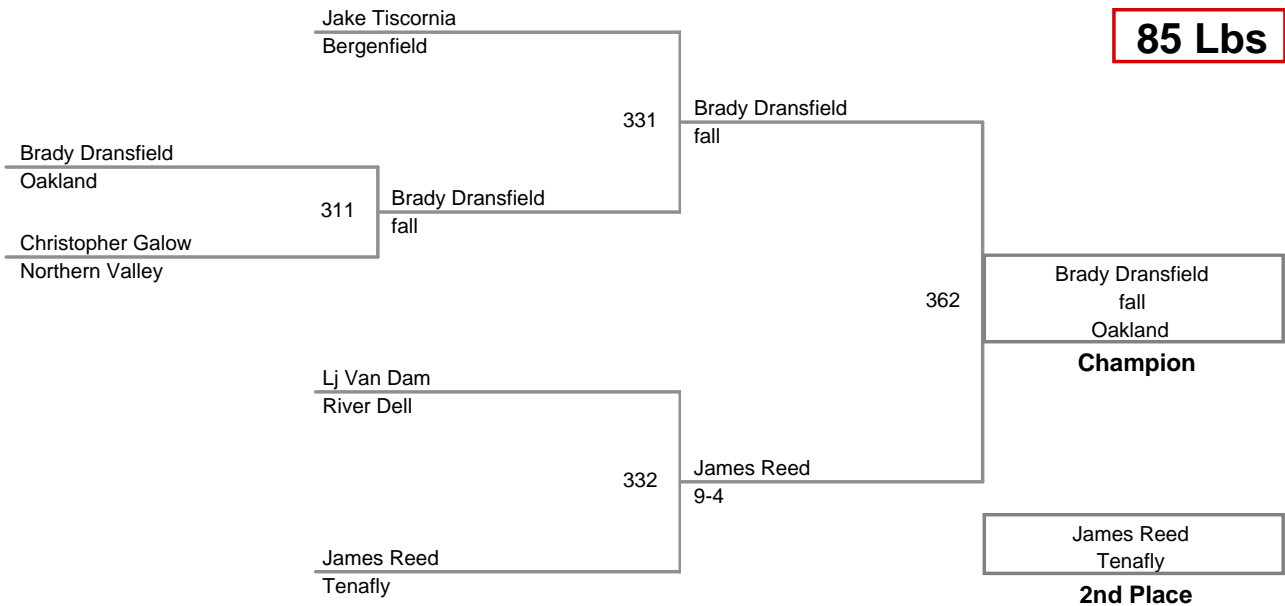 Jake Tiscornia
Bergenfield
85 Lbs
331
Brady Dransfield
fall
Brady Dransfield
Oakland
311
Brady Dransfield
fall
Christopher Galow
Northern Valley
362
Brady Dransfield
fall
Oakland
Champion
Lj Van Dam
River Dell
332
James Reed
9-4
James Reed
Tenafly
James Reed
Tenafly
2nd Place